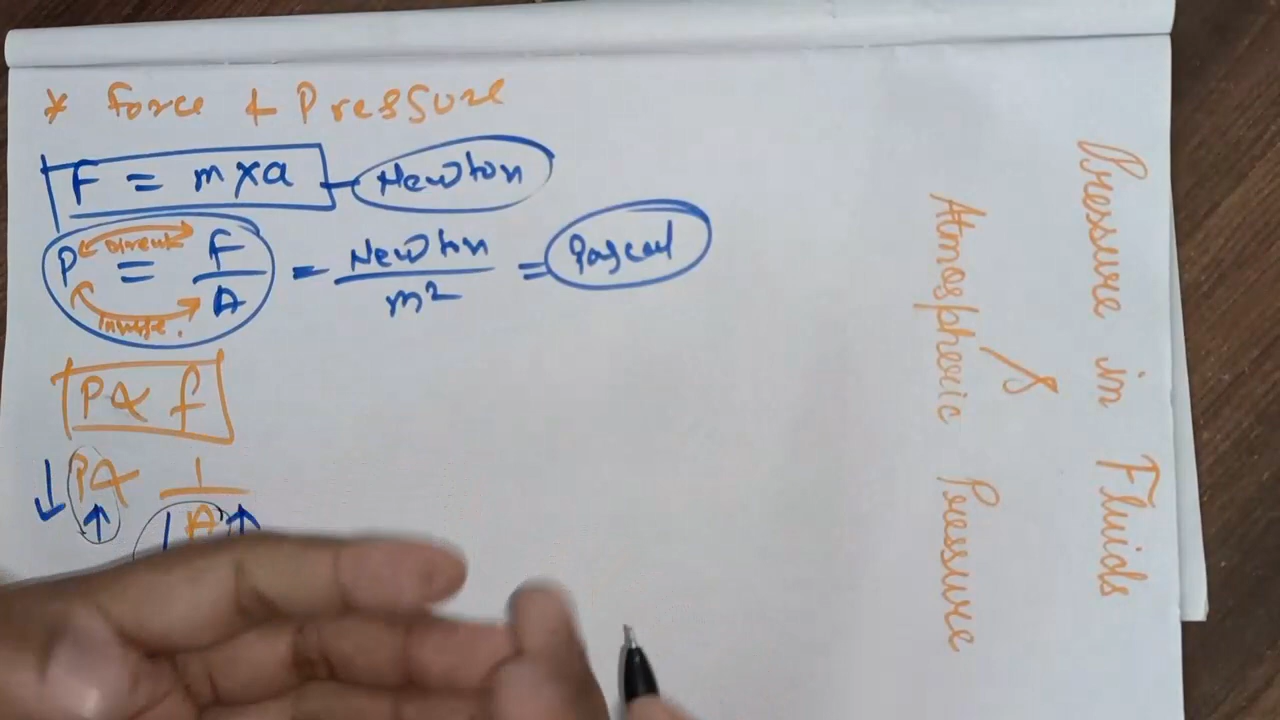 * Force & Pressure
F = m×a – Newton
P = F/A = Newton/m² = Pascal
Direct
Inverse.
P ∝ f
↓ P ∝ 1/A ↑
↑
Pressure in Fluids
&
Atmospheric Pressure